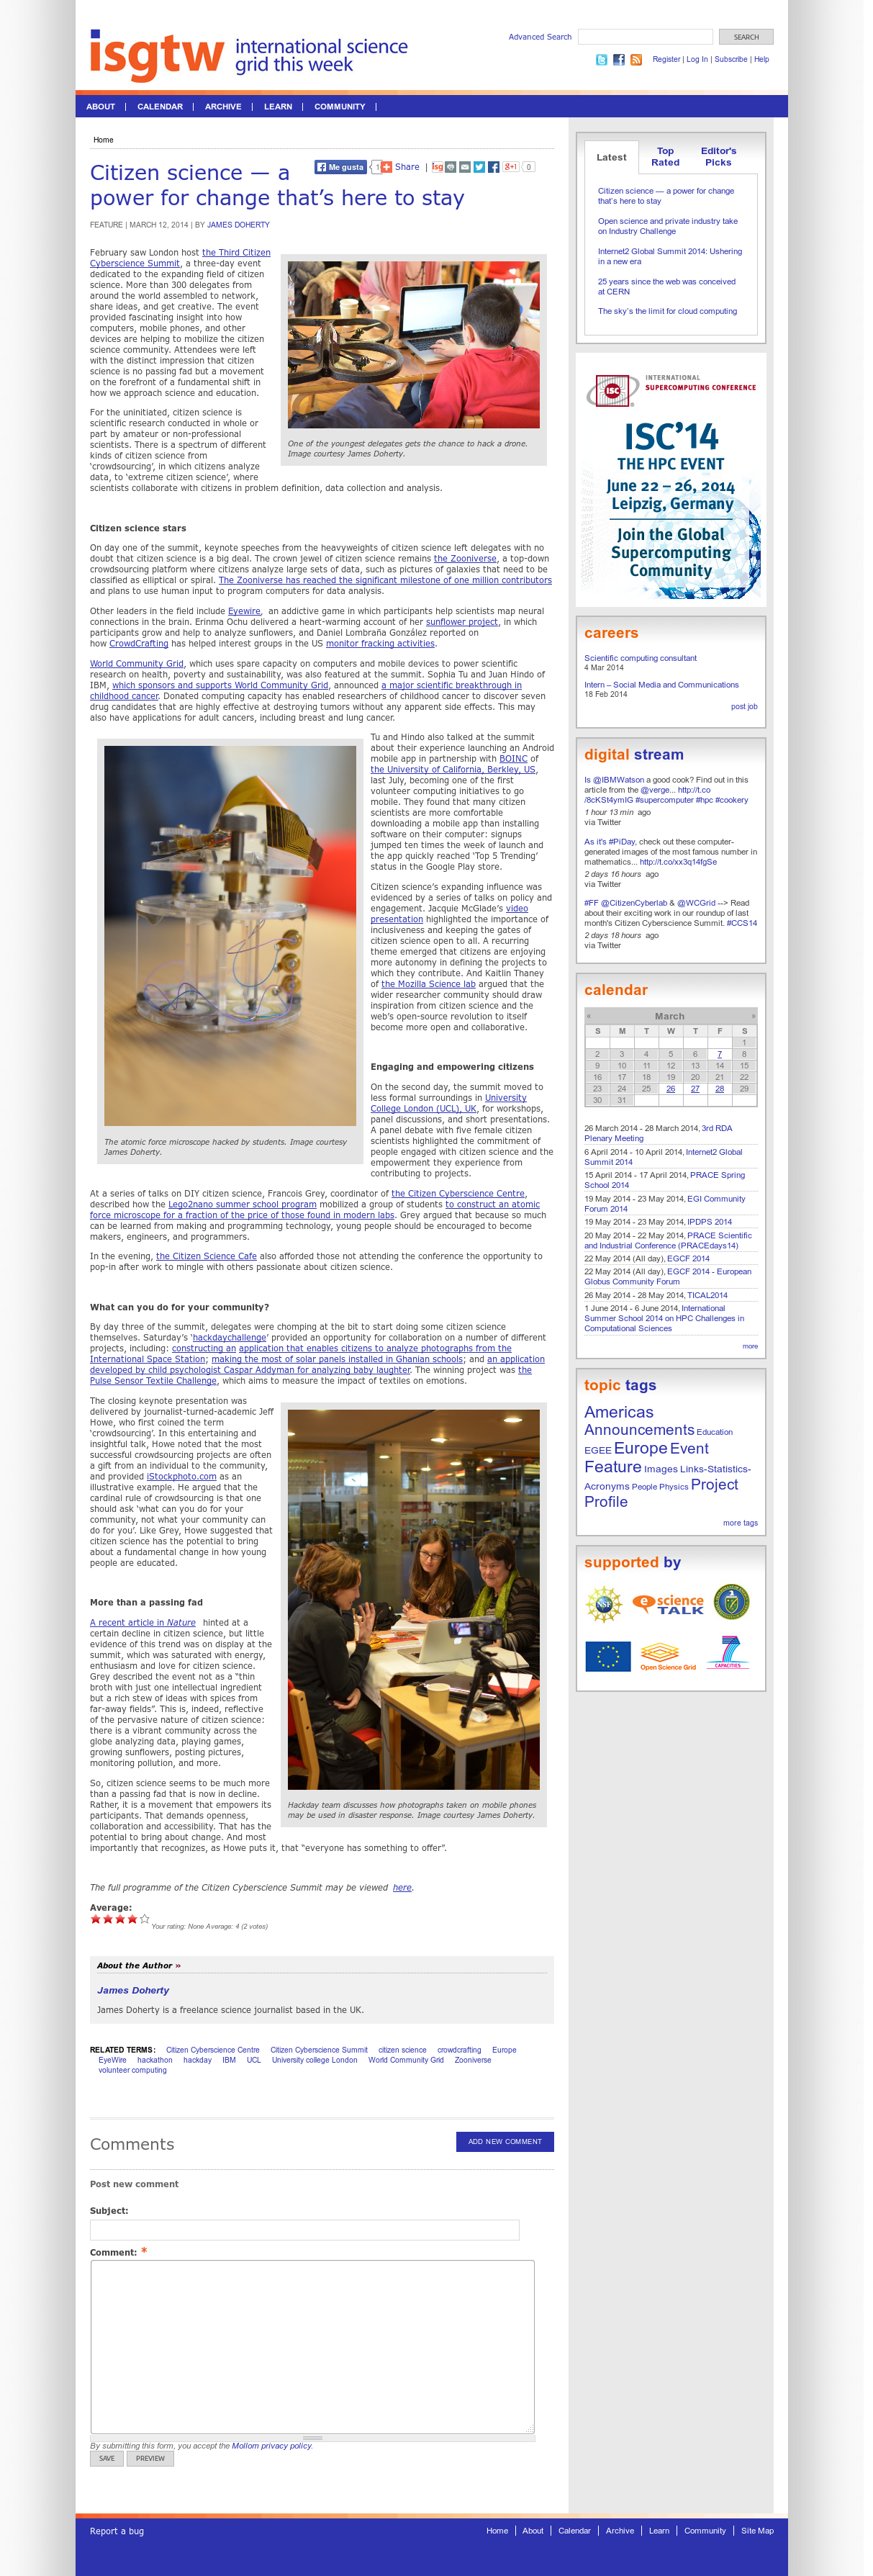 isgtw international science
grid this week
Advanced Search
SEARCH
Register | Log In | Subscribe | Help
ABOUT
CALENDAR
ARCHIVE
LEARN
COMMUNITY
Home
Citizen science — a
power for change that's here to stay
Me gusta
Share |
0
FEATURE | MARCH 12, 2014 | BY JAMES DOHERTY
February saw London host the Third Citizen
Cyberscience Summit, a three-day event
dedicated to the expanding field of citizen
science. More than 300 delegates from
around the world assembled to network,
share ideas, and get creative. The event
provided fascinating insight into how
computers, mobile phones, and other
devices are helping to mobilize the citizen
science community. Attendees were left
with the distinct impression that citizen
science is no passing fad but a movement
on the forefront of a fundamental shift in
how we approach science and education.
One of the youngest delegates gets the chance to hack a drone.
Image courtesy James Doherty.
For the uninitiated, citizen science is
scientific research conducted in whole or
part by amateur or non-professional
scientists. There is a spectrum of different
kinds of citizen science from
'crowdsourcing', in which citizens analyze
data, to 'extreme citizen science', where
scientists collaborate with citizens in problem definition, data collection and analysis.
Citizen science stars
On day one of the summit, keynote speeches from the heavyweights of citizen science left delegates with no
doubt that citizen science is a big deal. The crown jewel of citizen science remains the Zooniverse, a top-down
crowdsourcing platform where citizens analyze large sets of data, such as pictures of galaxies that need to be
classified as elliptical or spiral. The Zooniverse has reached the significant milestone of one million contributors
and plans to use human input to program computers for data analysis.
Other leaders in the field include Eyewire, an addictive game in which participants help scientists map neural
connections in the brain. Erinma Ochu delivered a heart-warming account of her sunflower project, in which
participants grow and help to analyze sunflowers, and Daniel Lombraña González reported on
how CrowdCrafting has helped interest groups in the US monitor fracking activities.
World Community Grid, which uses spare capacity on computers and mobile devices to power scientific
research on health, poverty and sustainability, was also featured at the summit. Sophia Tu and Juan Hindo of
IBM, which sponsors and supports World Community Grid, announced a major scientific breakthrough in
childhood cancer. Donated computing capacity has enabled researchers of childhood cancer to discover seven
drug candidates that are highly effective at destroying tumors without any apparent side effects. This may
also have applications for adult cancers, including breast and lung cancer.
Tu and Hindo also talked at the summit
about their experience launching an Android
mobile app in partnership with BOINC of
the University of California, Berkley, US,
last July, becoming one of the first
volunteer computing initiatives to go
mobile. They found that many citizen
scientists are more comfortable
downloading a mobile app than installing
software on their computer: signups
jumped ten times the week of launch and
the app quickly reached 'Top 5 Trending'
status in the Google Play store.
Citizen science's expanding influence was
evidenced by a series of talks on policy and
engagement. Jacquie McGlade's video
presentation highlighted the importance of
inclusiveness and keeping the gates of
citizen science open to all. A recurring
theme emerged that citizens are enjoying
more autonomy in defining the projects to
which they contribute. And Kaitlin Thaney
of the Mozilla Science lab argued that the
wider researcher community should draw
inspiration from citizen science and the
web's open-source revolution to itself
become more open and collaborative.
Engaging and empowering citizens
On the second day, the summit moved to
less formal surroundings in University
College London (UCL), UK, for workshops,
panel discussions, and short presentations.
A panel debate with five female citizen
scientists highlighted the commitment of
people engaged with citizen science and the
empowerment they experience from
contributing to projects.
The atomic force microscope hacked by students. Image courtesy
James Doherty.
At a series of talks on DIY citizen science, Francois Grey, coordinator of the Citizen Cyberscience Centre,
described how the Lego2nano summer school program mobilized a group of students to construct an atomic
force microscope for a fraction of the price of those found in modern labs. Grey argued that because so much
can be learned from making and programming technology, young people should be encouraged to become
makers, engineers, and programmers.
In the evening, the Citizen Science Cafe also afforded those not attending the conference the opportunity to
pop-in after work to mingle with others passionate about citizen science.
What can you do for your community?
By day three of the summit, delegates were chomping at the bit to start doing some citizen science
themselves. Saturday's 'hackdaychallenge' provided an opportunity for collaboration on a number of different
projects, including: constructing an application that enables citizens to analyze photographs from the
International Space Station; making the most of solar panels installed in Ghanian schools; and an application
developed by child psychologist Caspar Addyman for analyzing baby laughter. The winning project was the
Pulse Sensor Textile Challenge, which aims to measure the impact of textiles on emotions.
The closing keynote presentation was
delivered by journalist-turned-academic Jeff
Howe, who first coined the term
'crowdsourcing'. In this entertaining and
insightful talk, Howe noted that the most
successful crowdsourcing projects are often
a gift from an individual to the community,
and provided iStockphoto.com as an
illustrative example. He argued that the
cardinal rule of crowdsourcing is that one
should ask 'what can you do for your
community, not what your community can
do for you'. Like Grey, Howe suggested that
citizen science has the potential to bring
about a fundamental change in how young
people are educated.
More than a passing fad
A recent article in Nature hinted at a
certain decline in citizen science, but little
evidence of this trend was on display at the
summit, which was saturated with energy,
enthusiasm and love for citizen science.
Grey described the event not as a "thin
broth with just one intellectual ingredient
but a rich stew of ideas with spices from
far-away fields". This is, indeed, reflective
of the pervasive nature of citizen science:
there is a vibrant community across the
globe analyzing data, playing games,
growing sunflowers, posting pictures,
monitoring pollution, and more.
Hackday team discusses how photographs taken on mobile phones
may be used in disaster response. Image courtesy James Doherty.
So, citizen science seems to be much more
than a passing fad that is now in decline.
Rather, it is a movement that empowers its
participants. That demands openness,
collaboration and accessibility. That has the
potential to bring about change. And most
importantly that recognizes, as Howe puts it, that "everyone has something to offer".
The full programme of the Citizen Cyberscience Summit may be viewed here.
Average:
Your rating: None Average: 4 (2 votes)
About the Author »
James Doherty
James Doherty is a freelance science journalist based in the UK.
RELATED TERMS: Citizen Cyberscience Centre Citizen Cyberscience Summit citizen science crowdcrafting Europe
EyeWire hackathon hackday IBM UCL University college London World Community Grid Zooniverse
volunteer computing
Comments
ADD NEW COMMENT
Post new comment
Subject:
Comment: *
By submitting this form, you accept the Mollom privacy policy.
SAVE
PREVIEW
Latest
Top
Rated
Editor's
Picks
Citizen science — a power for change
that's here to stay
Open science and private industry take
on Industry Challenge
Internet2 Global Summit 2014: Ushering
in a new era
25 years since the web was conceived
at CERN
The sky's the limit for cloud computing
ISC
INTERNATIONAL
SUPERCOMPUTING CONFERENCE
ISC'14
THE HPC EVENT
June 22 – 26, 2014
Leipzig, Germany
Join the Global
Supercomputing
Community
careers
Scientific computing consultant
4 Mar 2014
Intern – Social Media and Communications
18 Feb 2014
post job
digital stream
Is @IBMWatson a good cook? Find out in this
article from the @verge... http://t.co
/8cKSt4ymIG #supercomputer #hpc #cookery
1 hour 13 min ago
via Twitter
As it's #PiDay, check out these computer-
generated images of the most famous number in
mathematics... http://t.co/xx3q14fgSe
2 days 16 hours ago
via Twitter
#FF @CitizenCyberlab & @WCGrid --> Read
about their exciting work in our roundup of last
month's Citizen Cyberscience Summit. #CCS14
2 days 18 hours ago
via Twitter
calendar
« March »
S M T W T F S
1
2 3 4 5 6 7 8
9 10 11 12 13 14 15
16 17 18 19 20 21 22
23 24 25 26 27 28 29
30 31
26 March 2014 - 28 March 2014, 3rd RDA
Plenary Meeting
6 April 2014 - 10 April 2014, Internet2 Global
Summit 2014
15 April 2014 - 17 April 2014, PRACE Spring
School 2014
19 May 2014 - 23 May 2014, EGI Community
Forum 2014
19 May 2014 - 23 May 2014, IPDPS 2014
20 May 2014 - 22 May 2014, PRACE Scientific
and Industrial Conference (PRACEdays14)
22 May 2014 (All day), EGCF 2014
22 May 2014 (All day), EGCF 2014 - European
Globus Community Forum
26 May 2014 - 28 May 2014, TICAL2014
1 June 2014 - 6 June 2014, International
Summer School 2014 on HPC Challenges in
Computational Sciences
more
topic tags
Americas
Announcements Education
EGEE Europe Event
Feature Images Links-Statistics-
Acronyms People Physics Project
Profile
more tags
supported by
NSF
e science
TALK
Open Science Grid
CAPACITIES
Report a bug
Home | About | Calendar | Archive | Learn | Community | Site Map